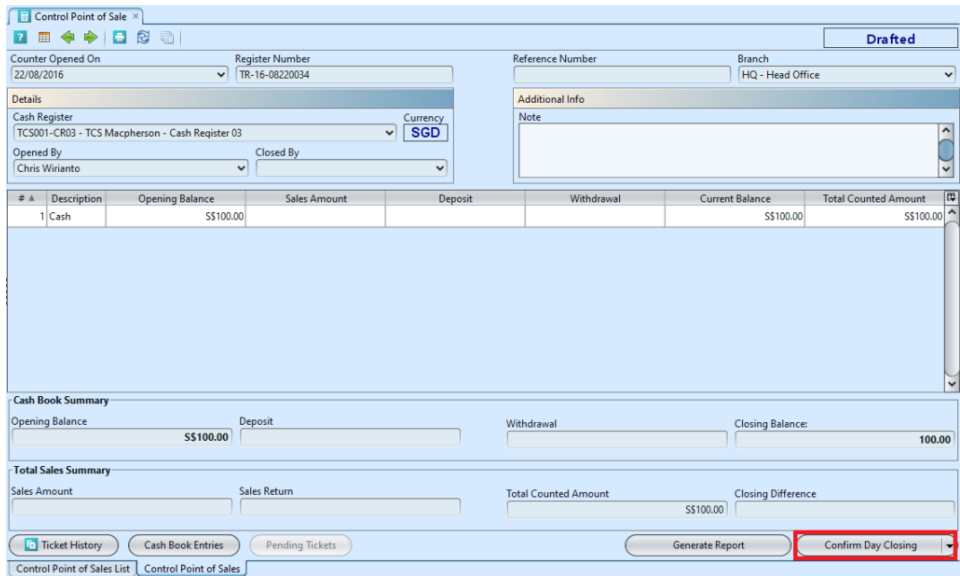 Control Point of Sale
Drafted
Counter Opened On Register Number Reference Number Branch
22/08/2016 TR-16-08220034 HQ - Head Office
Details Additional Info
Cash Register Currency Note
TCS001-CR03 - TCS Macpherson - Cash Register 03 SGD
Opened By Closed By
Chris Wirianto
# Description Opening Balance Sales Amount Deposit Withdrawal Current Balance Total Counted Amount
1 Cash S$100.00 S$100.00 S$100.00
Cash Book Summary
Opening Balance Deposit Withdrawal Closing Balance:
S$100.00 100.00
Total Sales Summary
Sales Amount Sales Return Total Counted Amount Closing Difference
S$100.00
Ticket History Cash Book Entries Pending Tickets Generate Report Confirm Day Closing
Control Point of Sales List Control Point of Sales